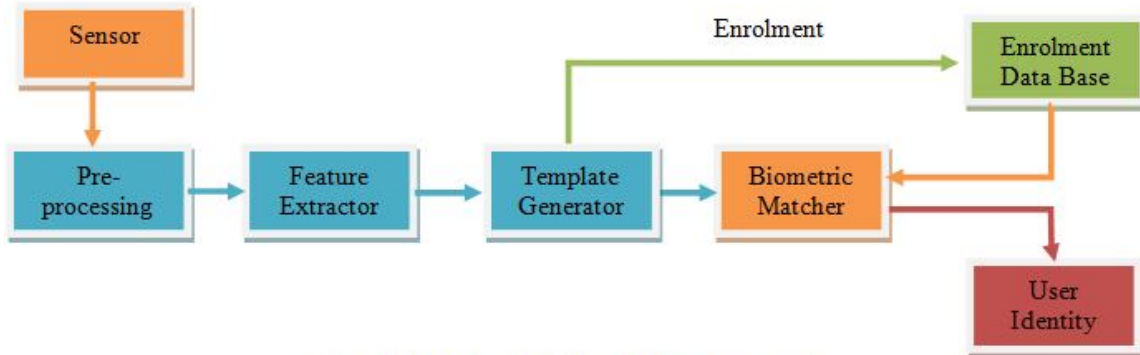 Sensor
Enrolment
Enrolment
Data Base
Pre-
processing
Feature
Extractor
Template
Generator
Biometric
Matcher
User
Identity